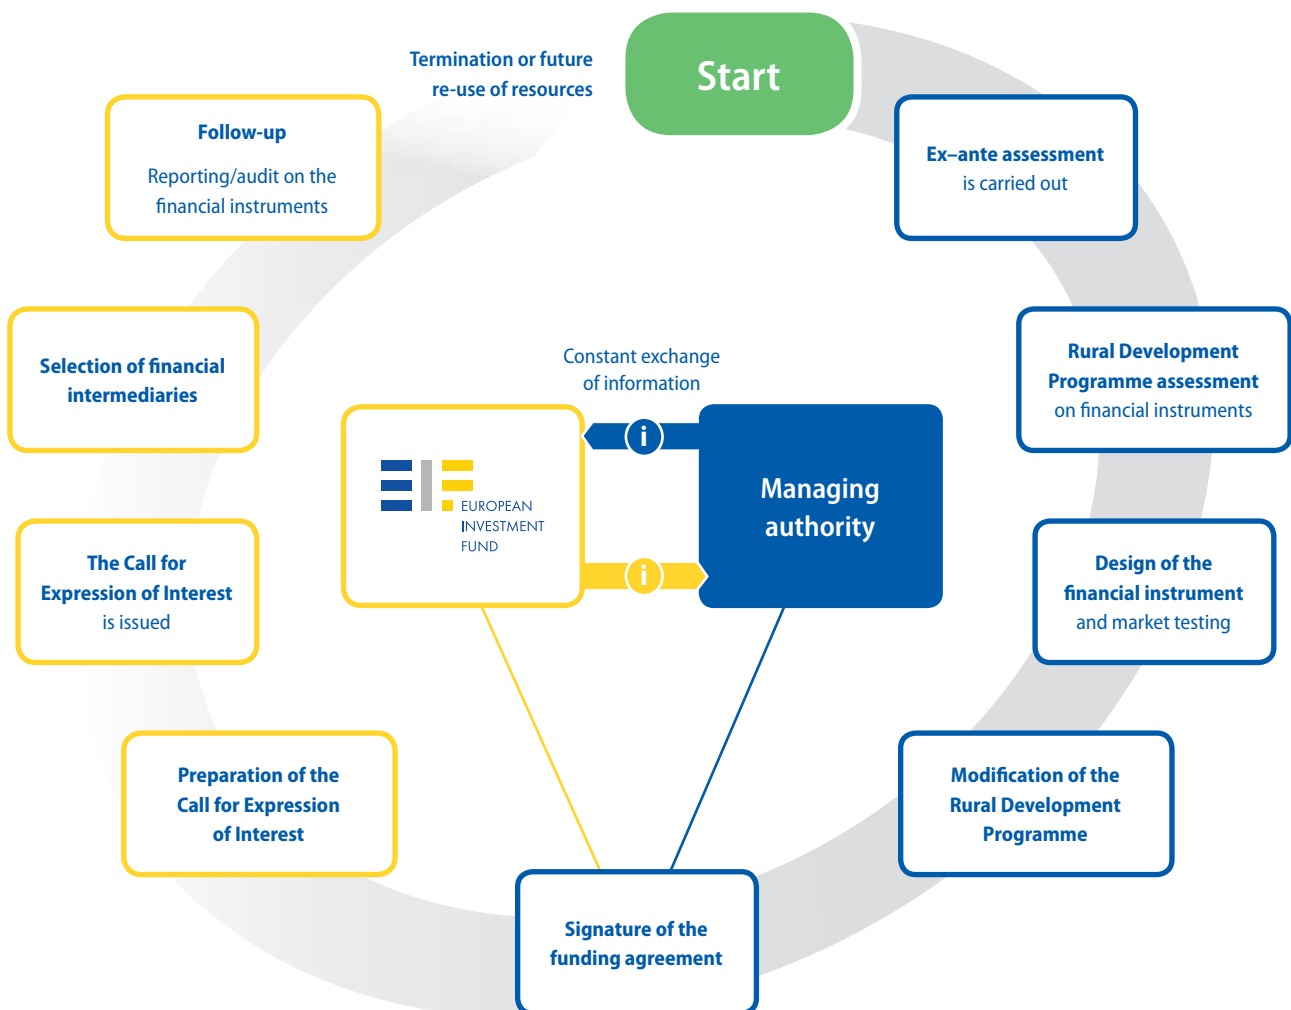 Start
Termination or future
re-use of resources
Ex–ante assessment
is carried out
Rural Development
Programme assessment
on financial instruments
Design of the
financial instrument
and market testing
Modification of the
Rural Development
Programme
Signature of the
funding agreement
Preparation of the
Call for Expression
of Interest
The Call for
Expression of Interest
is issued
Selection of financial
intermediaries
Follow-up
Reporting/audit on the
financial instruments
Constant exchange
of information
i
i
EUROPEAN
INVESTMENT
FUND
Managing
authority